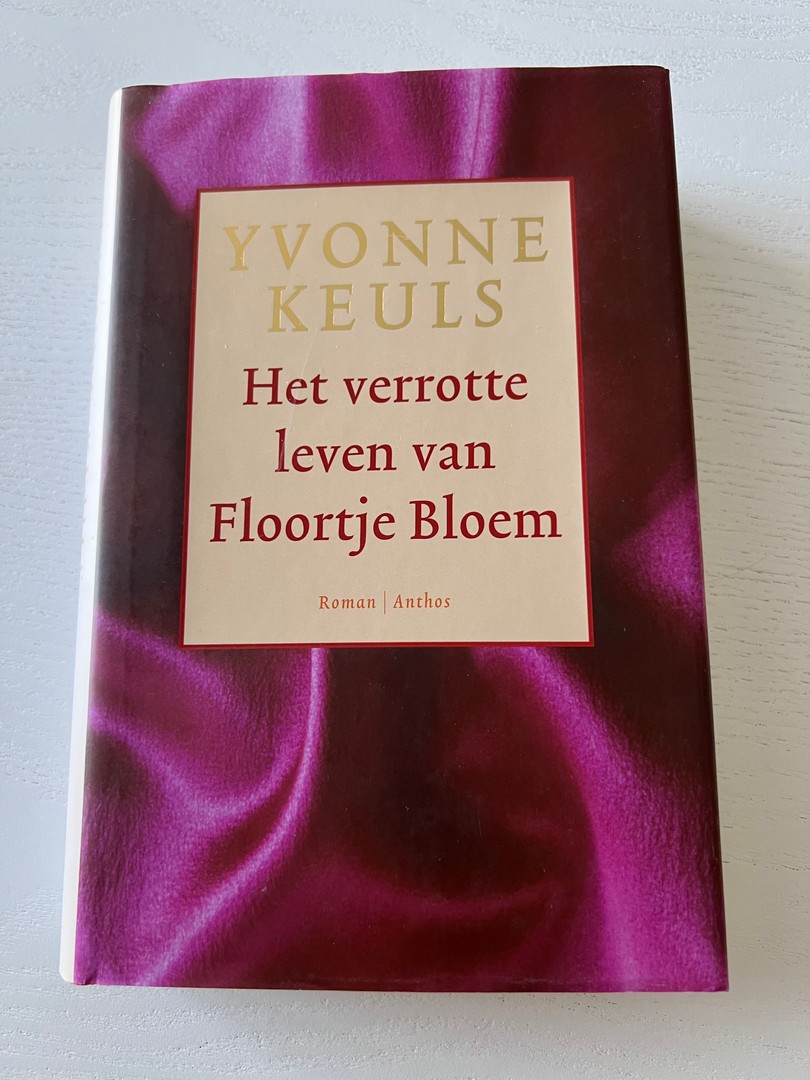 YVONNE
KEULS
Het verrotte
leven van
Floortje Bloem
Roman | Anthos